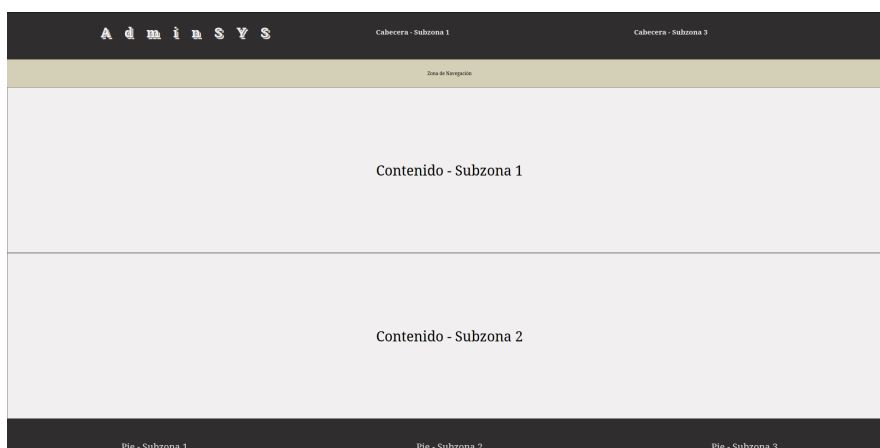 A d m i n S Y S
Cabecera - Subzona 1
Cabecera - Subzona 3
Zona de Navegación
Contenido - Subzona 1
Contenido - Subzona 2
Pie - Subzona 1
Pie - Subzona 2
Pie - Subzona 3